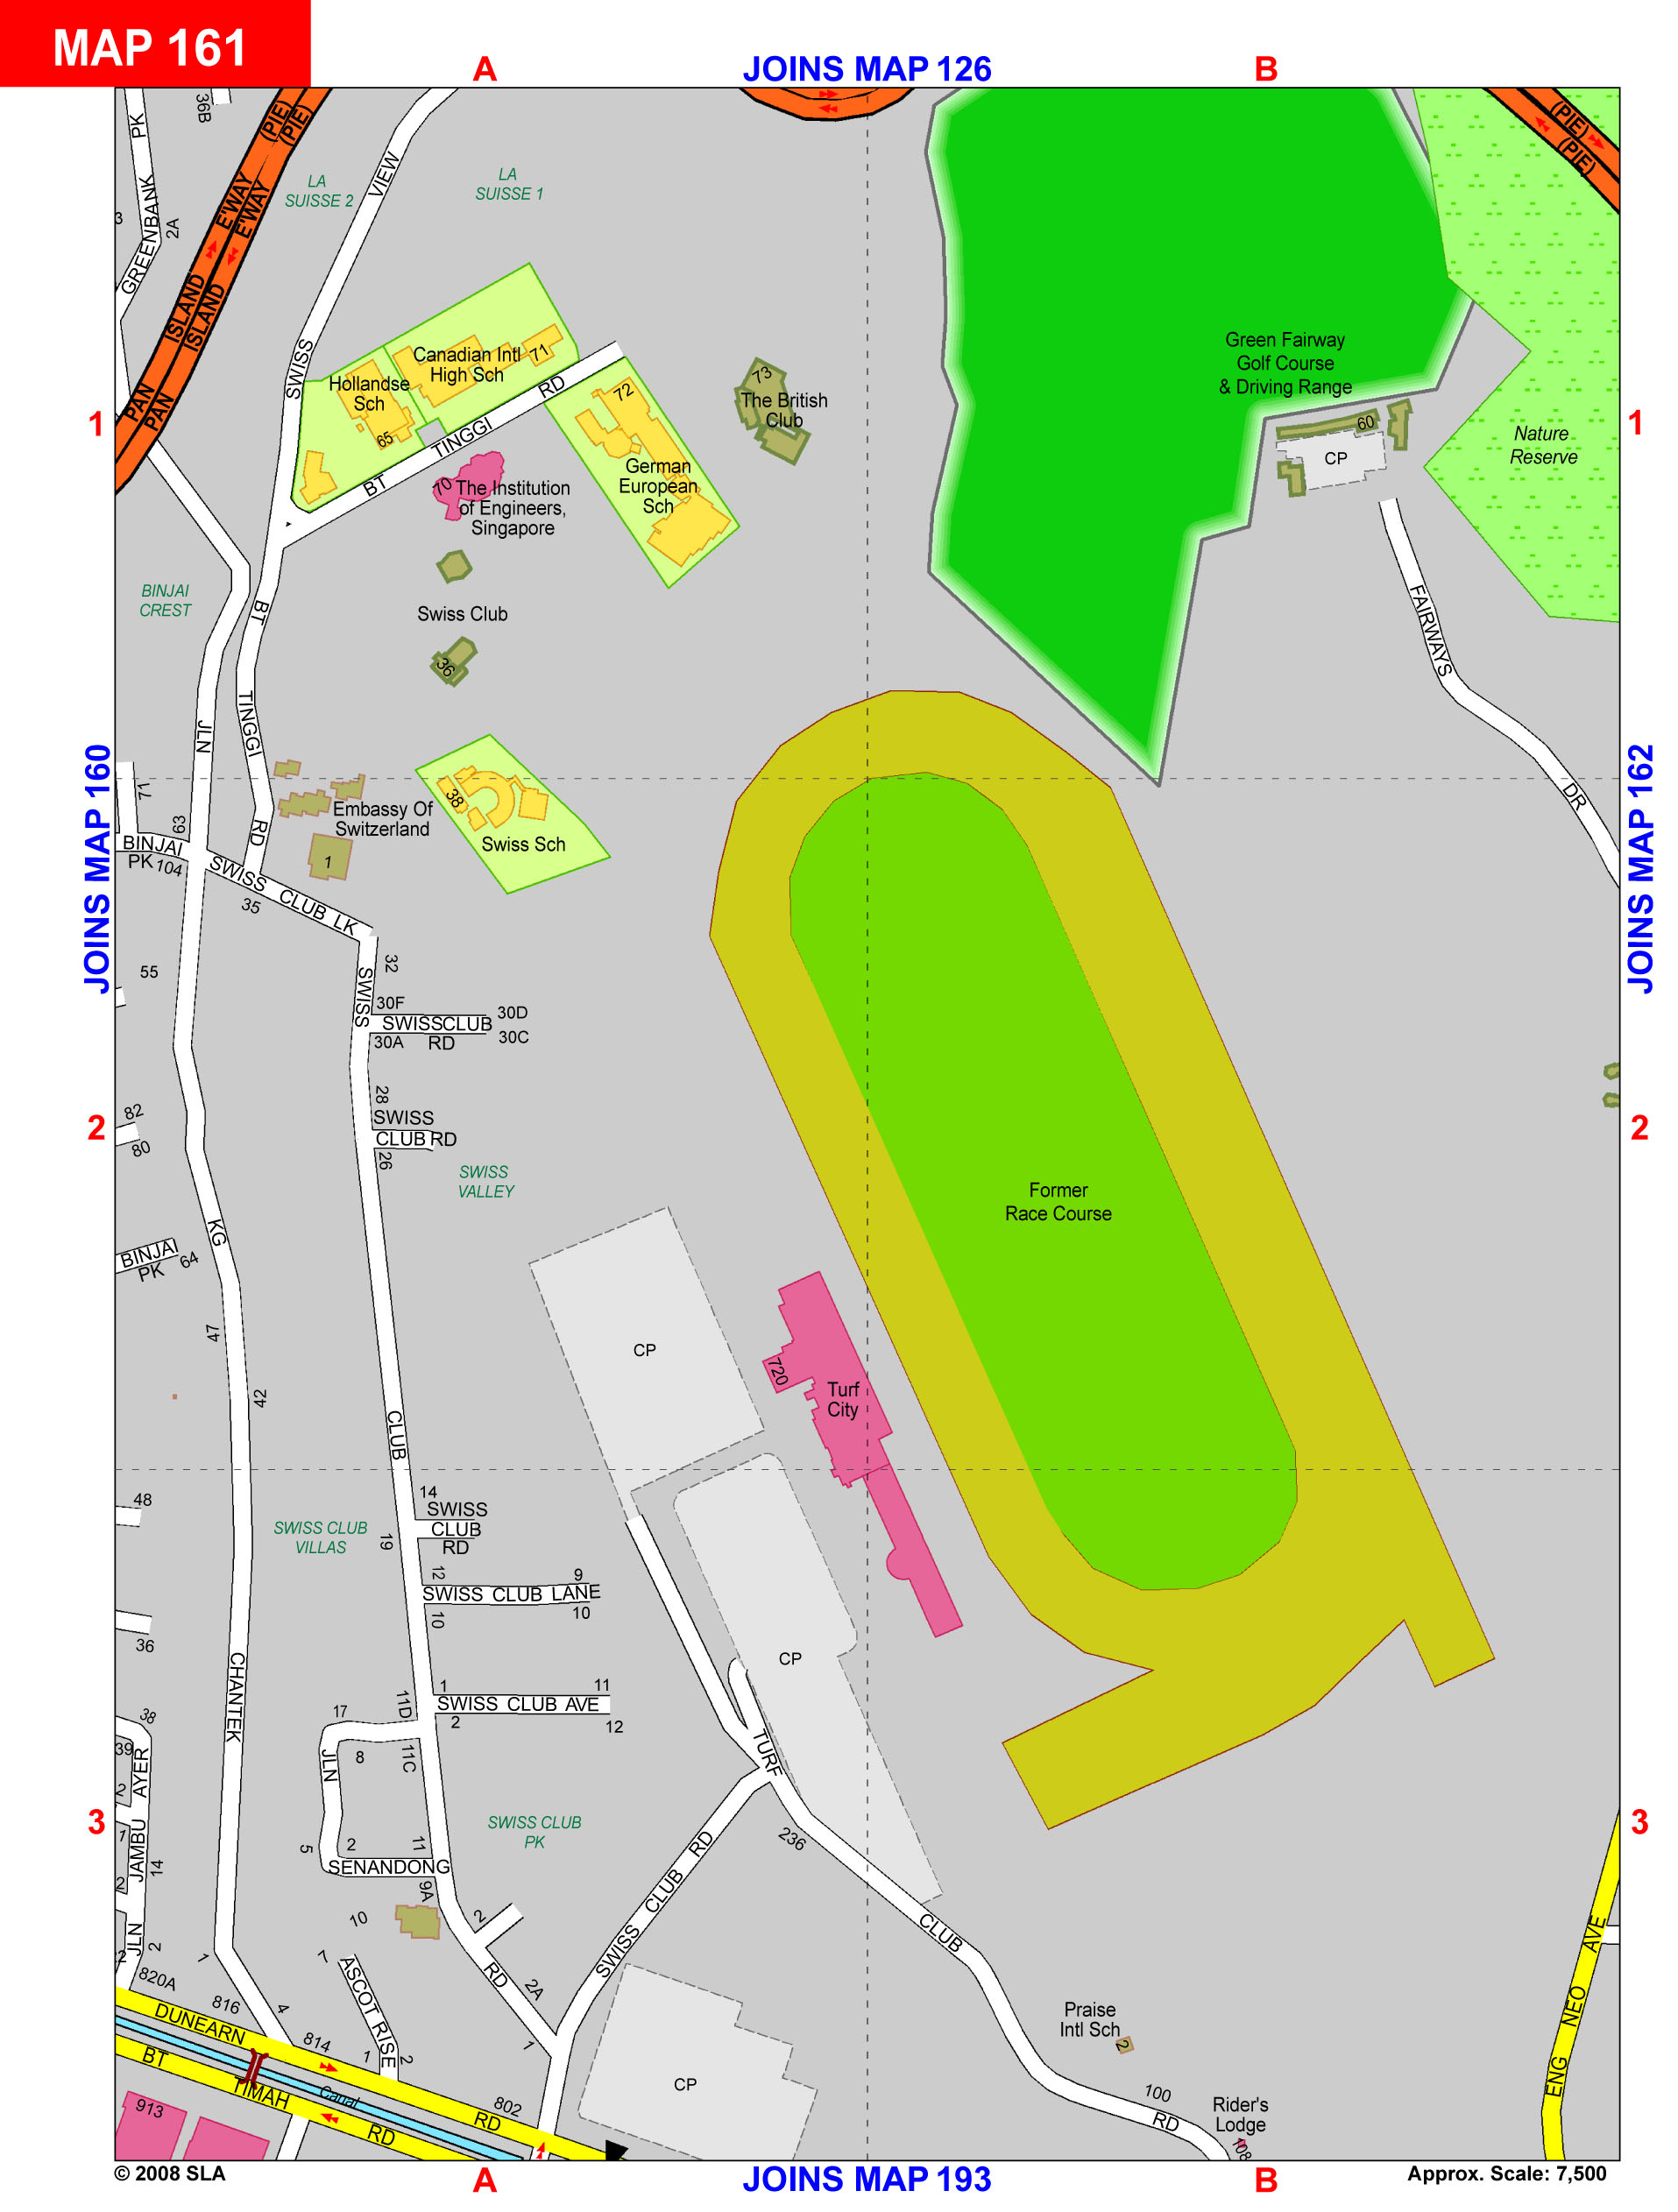 MAP 161
A
JOINS MAP 126
B
36B
PK
GREENBANK
3
2A
(PIE)
(PIE)
E'WAY
E'WAY
ISLAND
ISLAND
PAN
PAN
(PIE)
(PIE)
LA
SUISSE 2
LA
SUISSE 1
VIEW
SWISS
Canadian Intl
High Sch
71
Hollandse
Sch
65
BT
TINGGI
RD
72
German
European
Sch
73
The British
Club
70
The Institution
of Engineers,
Singapore
Green Fairway
Golf Course
& Driving Range
60
CP
Nature
Reserve
1
1
BINJAI
CREST
Swiss Club
36
FAIRWAYS
DR
JLN
BT
TINGGI
RD
JOINS MAP 160
JOINS MAP 162
71
63
BINJAI
PK
104
Embassy Of
Switzerland
1
38
Swiss Sch
SWISS CLUB LK
35
32
55
SWISS
30F
SWISSCLUB
RD
30D
30A
30C
28
SWISS
CLUB RD
26
82
80
2
2
SWISS
VALLEY
Former
Race Course
KG
BINJAI
PK
64
47
42
CP
720
Turf
City
CLUB
48
14
SWISS
CLUB
RD
SWISS CLUB
VILLAS
19
12
SWISS CLUB LANE
9
10
10
36
CP
CHANTEK
1
SWISS CLUB AVE
11
2
12
11D
17
38
39
JLN
8
11C
TURF
2
AYER
1
JAMBU
14
2
JLN
2
22
3
3
SWISS CLUB
PK
5
2
11
SENANDONG
9A
10
2
236
SWISS CLUB RD
CLUB
RD
2A
1
7
ASCOT RISE
1
2
1
4
820A
816
814
802
DUNEARN
RD
BT
TIMAH
RD
Canal
913
CP
Praise
Intl Sch
2
100
RD
Rider's
Lodge
108
ENG NEO AVE
© 2008 SLA
A
JOINS MAP 193
B
Approx. Scale: 7,500